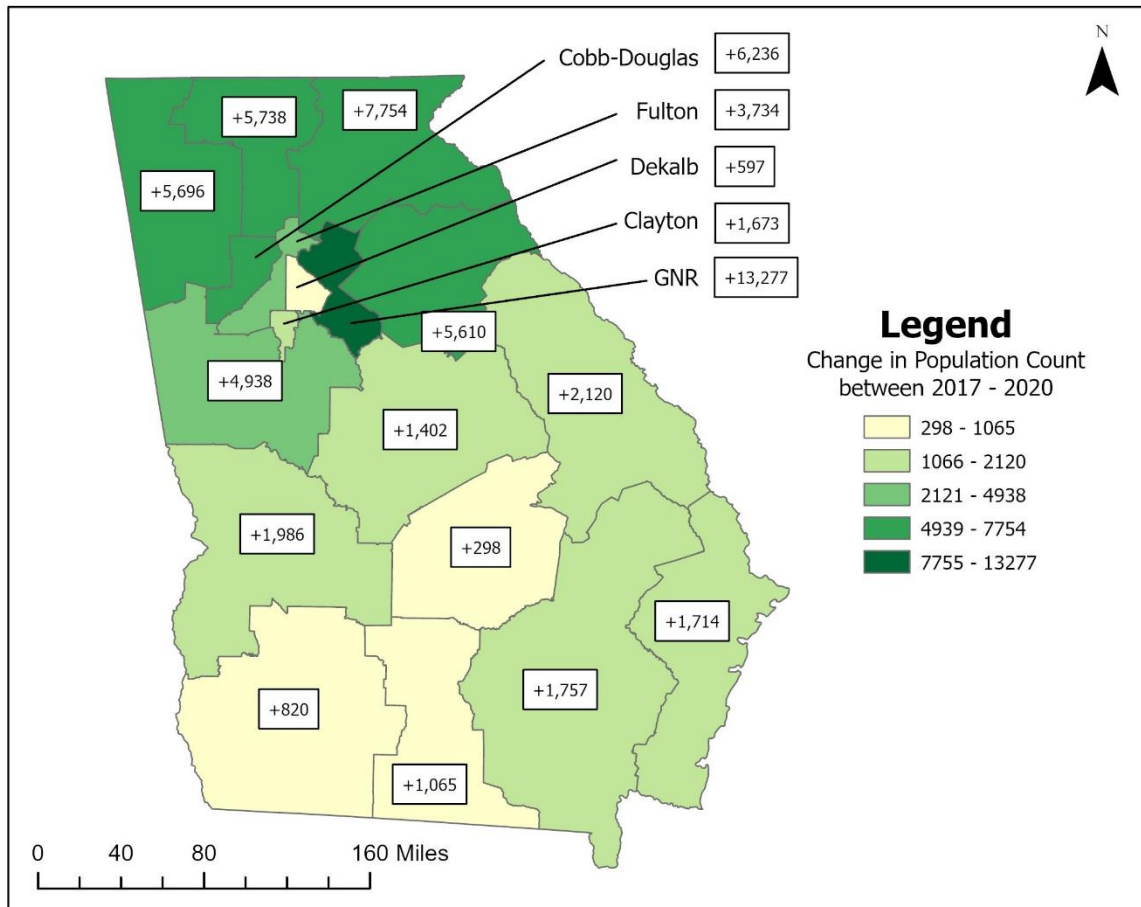 N
Cobb-Douglas +6,236
+5,738
+7,754
Fulton +3,734
Dekalb +597
+5,696
Clayton +1,673
GNR +13,277
Legend
Change in Population Count
between 2017 - 2020
298 - 1065
1066 - 2120
2121 - 4938
4939 - 7754
7755 - 13277
+5,610
+4,938
+2,120
+1,402
+1,986
+298
+1,714
+1,757
+820
+1,065
0 40 80 160 Miles